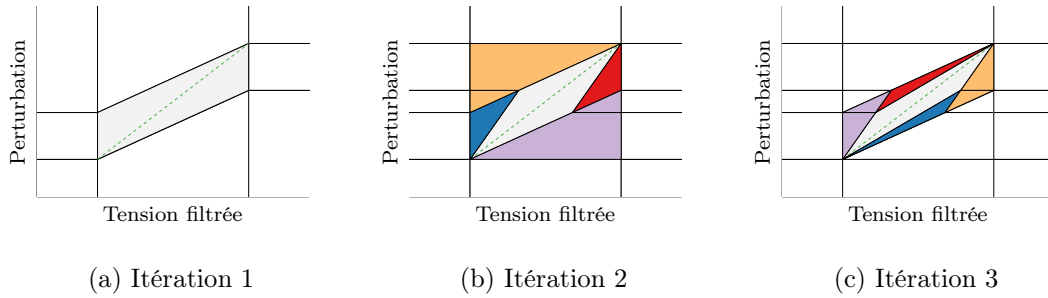 Perturbation
Tension filtrée
(a) Itération 1
Perturbation
Tension filtrée
(b) Itération 2
Perturbation
Tension filtrée
(c) Itération 3